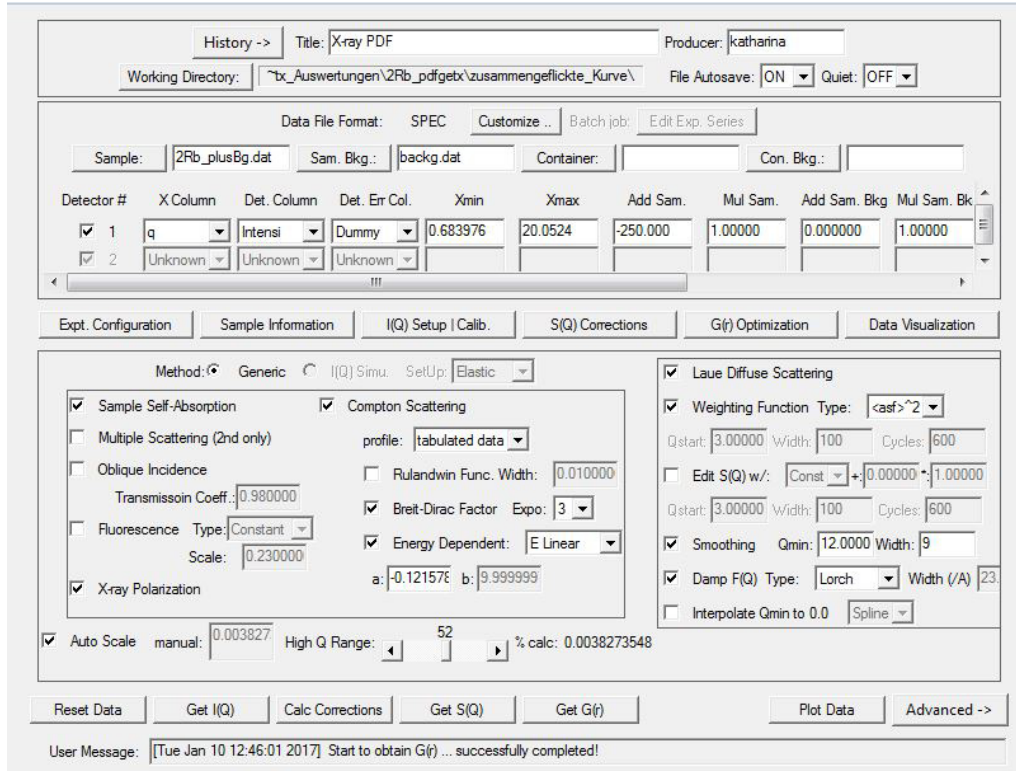 History -> Title: X-ray PDF Producer: katharina
Working Directory: ~tx_Auswertungen\2Rb_pdfgetx\zusammengeflickte_Kurve\ File Autosave: ON Quiet: OFF
Data File Format: SPEC Customize .. Batch job: Edit Exp. Series
Sample: 2Rb_plusBg.dat Sam. Bkg.: backg.dat Container: Con. Bkg.:
Detector # X Column Det. Column Det. Err Col. Xmin Xmax Add Sam. Mul Sam. Add Sam. Bkg Mul Sam. Bk
1 q Intensi Dummy 0.683976 20.0524 -250.000 1.00000 0.000000 1.00000
2 Unknown Unknown Unknown
Expt. Configuration Sample Information I(Q) Setup | Calib. S(Q) Corrections G(r) Optimization Data Visualization
Method: Generic I(Q) Simu. SetUp: Elastic
Sample Self-Absorption
Multiple Scattering (2nd only)
Oblique Incidence
Transmissoin Coeff.: 0.980000
Fluorescence Type: Constant
Scale: 0.230000
X-ray Polarization
Compton Scattering
profile: tabulated data
Rulandwin Func. Width: 0.010000
Breit-Dirac Factor Expo: 3
Energy Dependent: E Linear
a: -0.121578 b: 9.999999
Laue Diffuse Scattering
Weighting Function Type: <asf>^2
Qstart: 3.00000 Width: 100 Cycles: 600
Edit S(Q) w/: Const +: 0.00000 *: 1.00000
Qstart: 3.00000 Width: 100 Cycles: 600
Smoothing Qmin: 12.0000 Width: 9
Damp F(Q) Type: Lorch Width (/A) 23.
Interpolate Qmin to 0.0 Spline
Auto Scale manual: 0.003827 High Q Range: 52 % calc: 0.0038273548
Reset Data Get I(Q) Calc Corrections Get S(Q) Get G(r) Plot Data Advanced ->
User Message: [Tue Jan 10 12:46:01 2017] Start to obtain G(r) ... successfully completed!